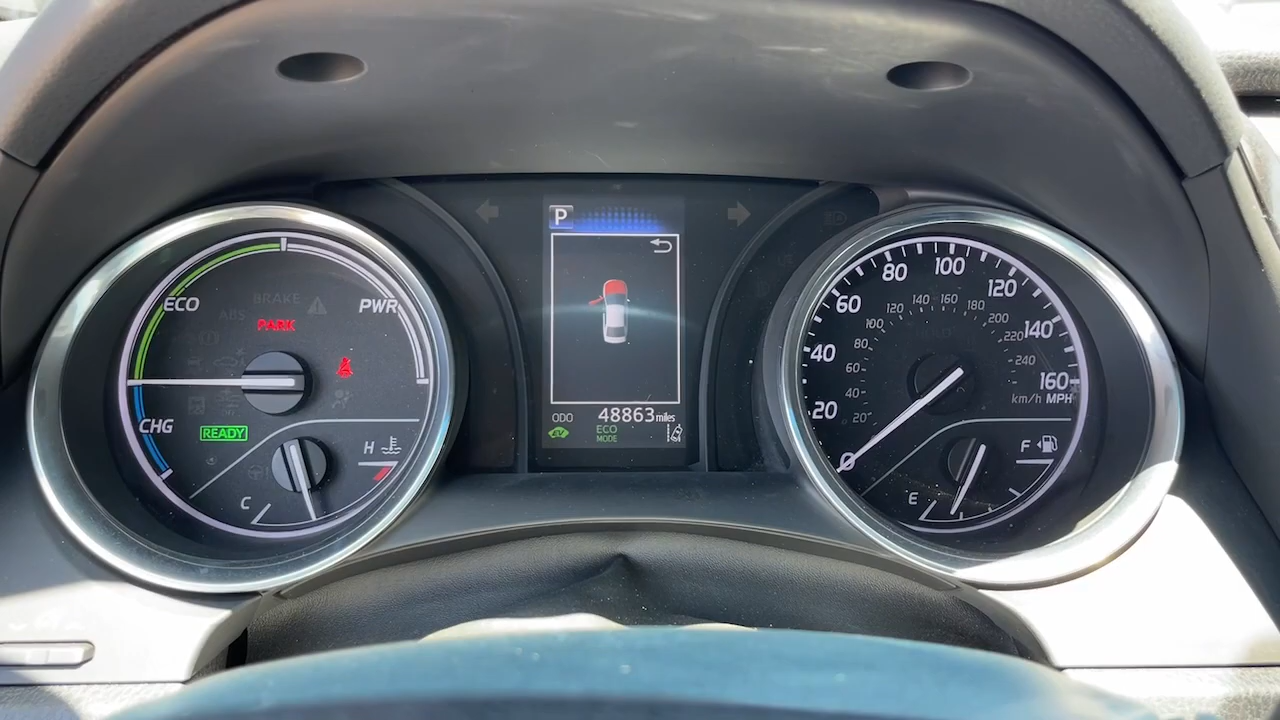 ECO
PWR
BRAKE
ABS
PARK
CHG
READY
H
C
P
ODO 48863 miles
EV
ECO
MODE
0
20
40
60
80
100
120
140
160
20
40
60
80
100
120
140
160
180
200
220
240
km/h MPH
F
E